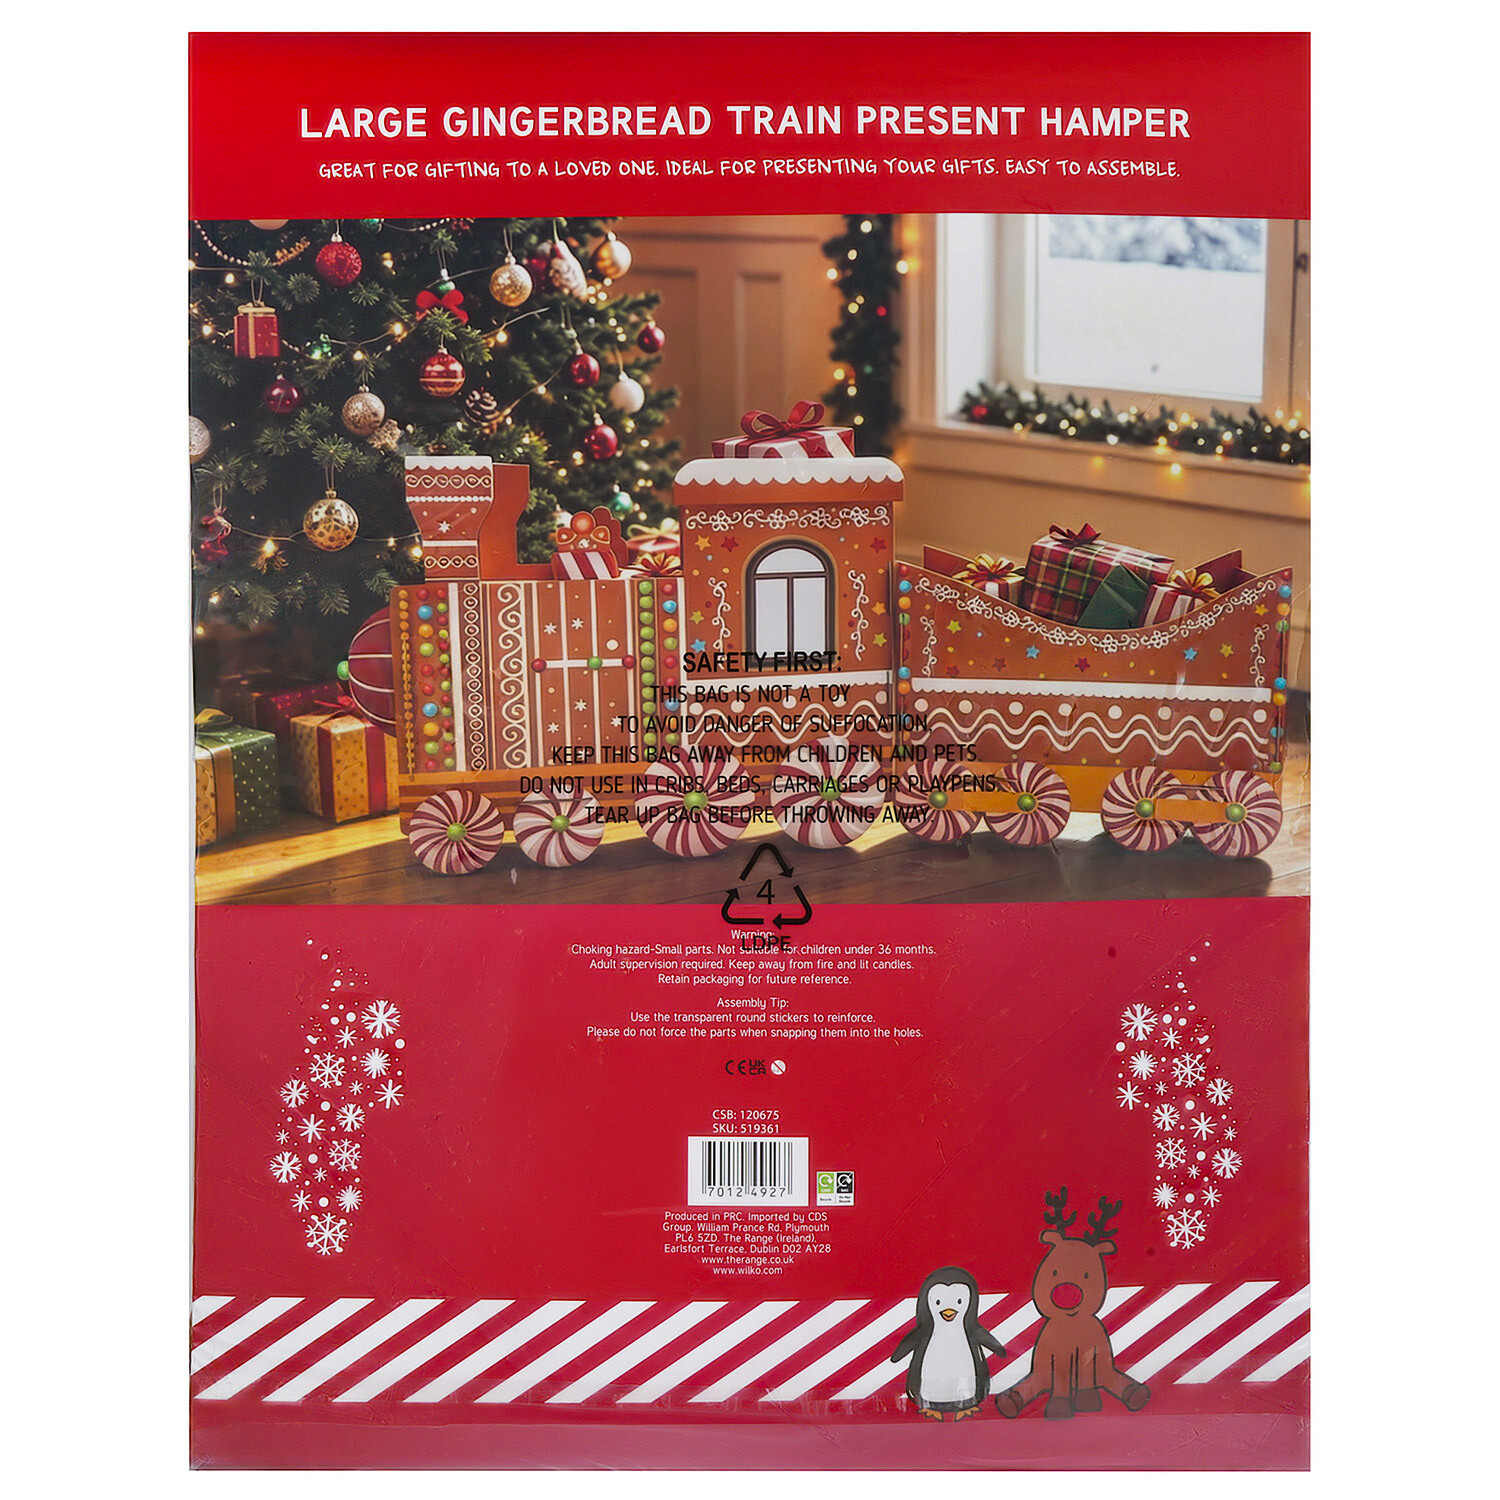 LARGE GINGERBREAD TRAIN PRESENT HAMPER
GREAT FOR GIFTING TO A LOVED ONE. IDEAL FOR PRESENTING YOUR GIFTS. EASY TO ASSEMBLE.
SAFETY FIRST:
THIS BAG IS NOT A TOY
TO AVOID DANGER OF SUFFOCATION,
KEEP THIS BAG AWAY FROM CHILDREN AND PETS.
DO NOT USE IN CRIBS, BEDS, CARRIAGES OR PLAYPENS.
TEAR UP BAG BEFORE THROWING AWAY.
4
LDPE
Warning:
Choking hazard-Small parts. Not suitable for children under 36 months.
Adult supervision required. Keep away from fire and lit candles.
Retain packaging for future reference.
Assembly Tip:
Use the transparent round stickers to reinforce.
Please do not force the parts when snapping them into the holes.
CE UK CA
CSB: 120675
SKU: 519361
7012 4927
Produced in PRC. Imported by CDS
Group. William Prance Rd, Plymouth
PL6 5ZD. The Range (Ireland),
Earlsfort Terrace, Dublin D02 AY28
www.therange.co.uk
www.wilko.com